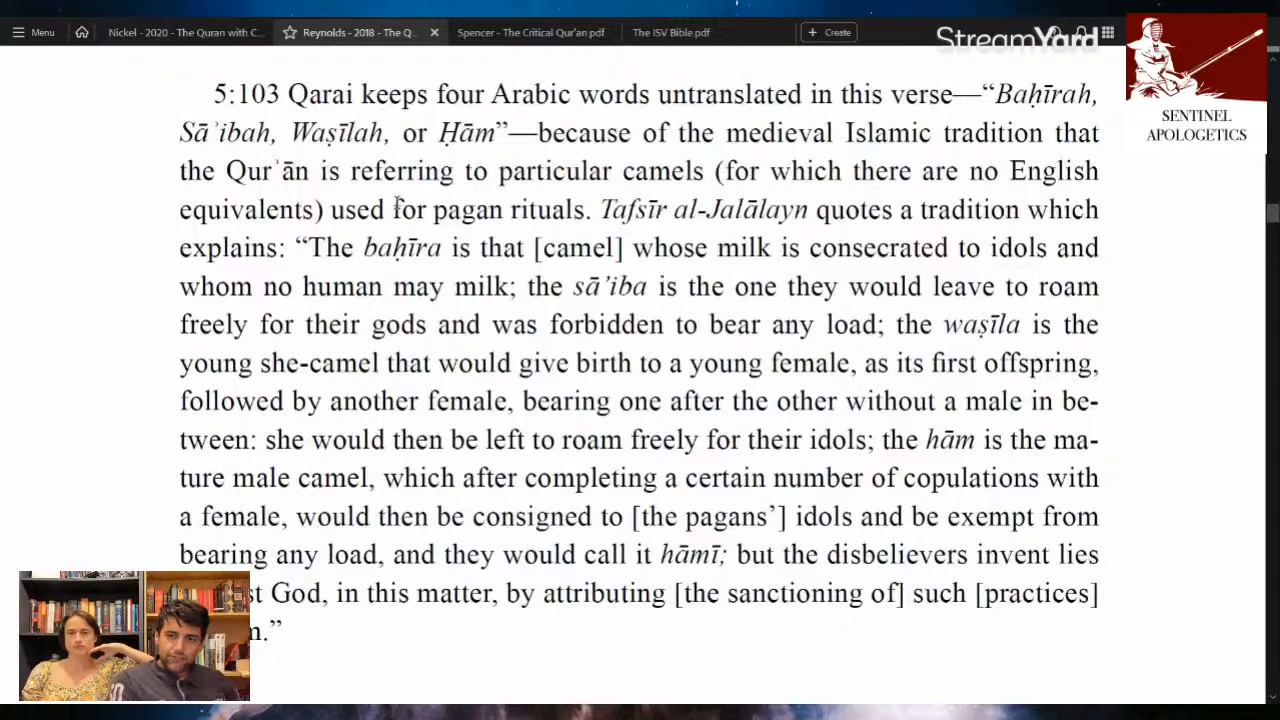 Menu
Nickel - 2020 - The Quran with C...
Reynolds - 2018 - The Q...
Spencer - The Critical Qur'an.pdf
The ISV Bible.pdf
+ Create
StreamYard
SENTINEL
APOLOGETICS
5:103 Qarai keeps four Arabic words untranslated in this verse—“Baḥīrah,
Sāʾibah, Waṣīlah, or Ḥām”—because of the medieval Islamic tradition that
the Qurʾān is referring to particular camels (for which there are no English
equivalents) used for pagan rituals. Tafsīr al-Jalālayn quotes a tradition which
explains: “The baḥīra is that [camel] whose milk is consecrated to idols and
whom no human may milk; the sā’iba is the one they would leave to roam
freely for their gods and was forbidden to bear any load; the waṣīla is the
young she-camel that would give birth to a young female, as its first offspring,
followed by another female, bearing one after the other without a male in be-
tween: she would then be left to roam freely for their idols; the hām is the ma-
ture male camel, which after completing a certain number of copulations with
a female, would then be consigned to [the pagans’] idols and be exempt from
bearing any load, and they would call it hāmī; but the disbelievers invent lies
God, in this matter, by attributing [the sanctioning of] such [practices]